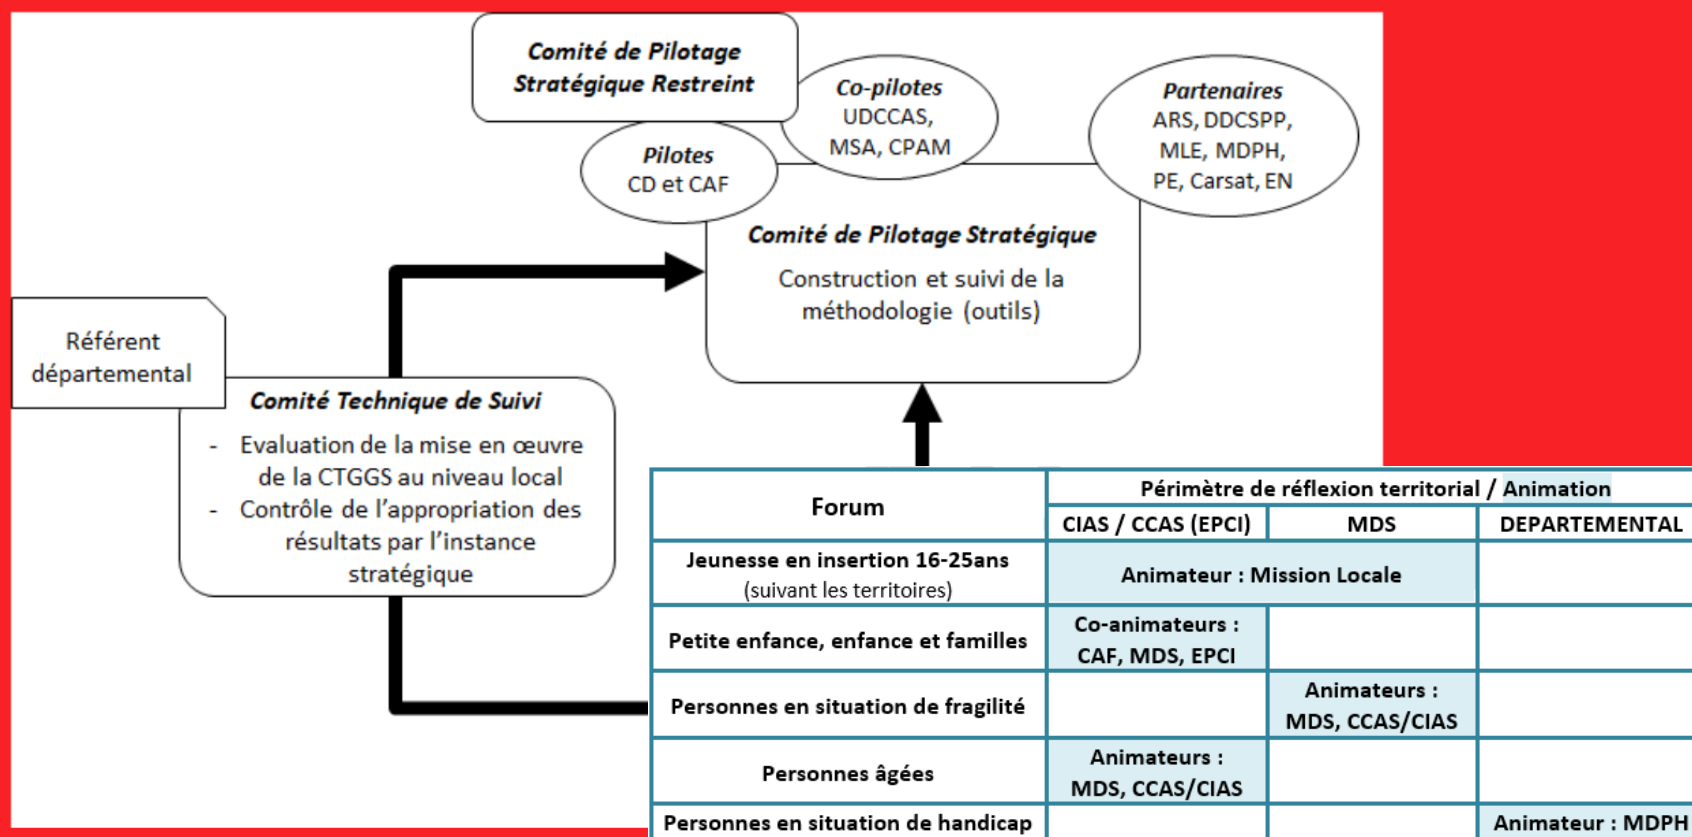 Comité de Pilotage
Stratégique Restreint
Co-pilotes
UDCCAS,
MSA, CPAM
Partenaires
ARS, DDCSPP,
MLE, MDPH,
PE, Carsat, EN
Pilotes
CD et CAF
Comité de Pilotage Stratégique
Construction et suivi de la
méthodologie (outils)
Référent
départemental
Comité Technique de Suivi
- Evaluation de la mise en œuvre
de la CTGGS au niveau local
- Contrôle de l’appropriation des
résultats par l’instance
stratégique
Forum
Périmètre de réflexion territorial / Animation
CIAS / CCAS (EPCI)
MDS
DEPARTEMENTAL
Jeunesse en insertion 16-25ans
(suivant les territoires)
Animateur : Mission Locale
Petite enfance, enfance et familles
Co-animateurs :
CAF, MDS, EPCI
Personnes en situation de fragilité
Animateurs :
MDS, CCAS/CIAS
Personnes âgées
Animateurs :
MDS, CCAS/CIAS
Personnes en situation de handicap
Animateur : MDPH